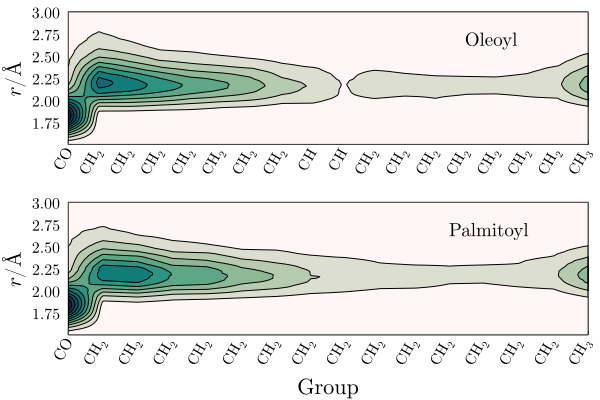 3.00
2.75
2.50
2.25
2.00
1.75
r/Å
Oleoyl
CO CH₂ CH₂ CH₂ CH₂ CH₂ CH₂ CH₂ CH CH CH₂ CH₂ CH₂ CH₂ CH₂ CH₂ CH₂ CH₃
3.00
2.75
2.50
2.25
2.00
1.75
r/Å
Palmitoyl
CO CH₂ CH₂ CH₂ CH₂ CH₂ CH₂ CH₂ CH₂ CH₂ CH₂ CH₂ CH₂ CH₂ CH₂ CH₃
Group